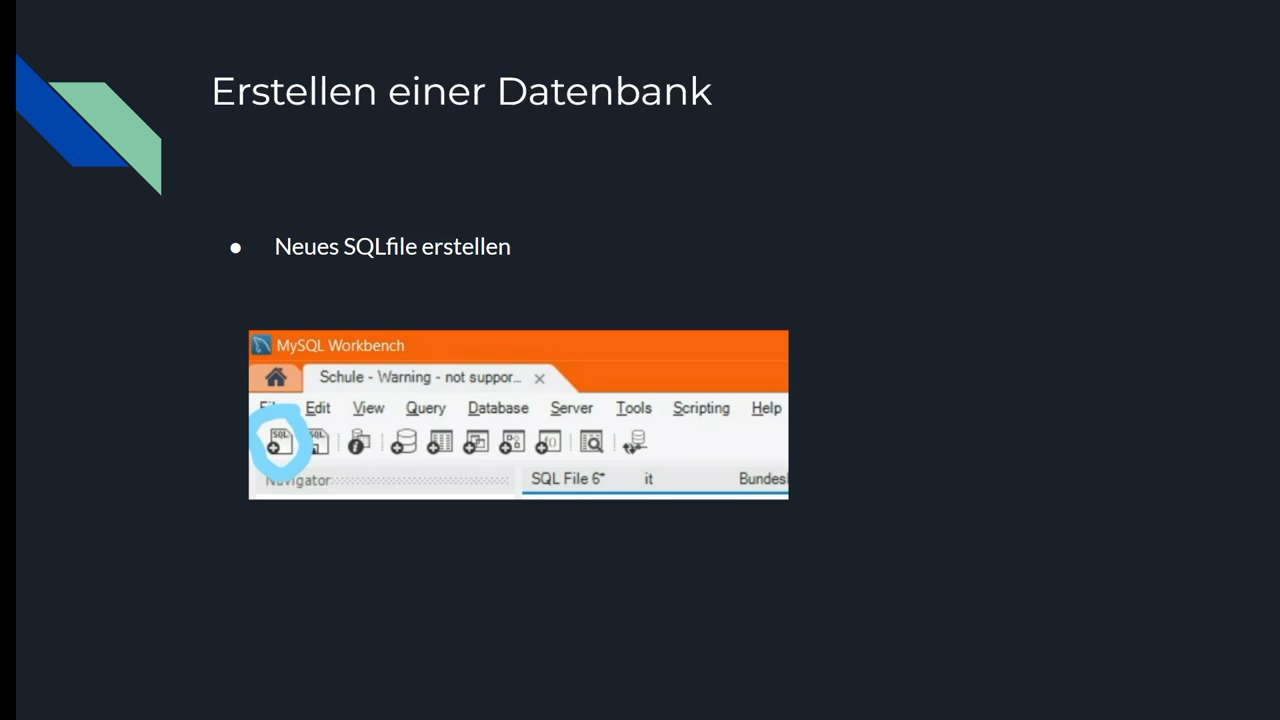 Erstellen einer Datenbank
● Neues SQLfile erstellen
MySQL Workbench
Schule - Warning - not suppor...
Edit View Query Database Server Tools Scripting Help
SQL SQL
Navigator SQL File 6* it Bundesl